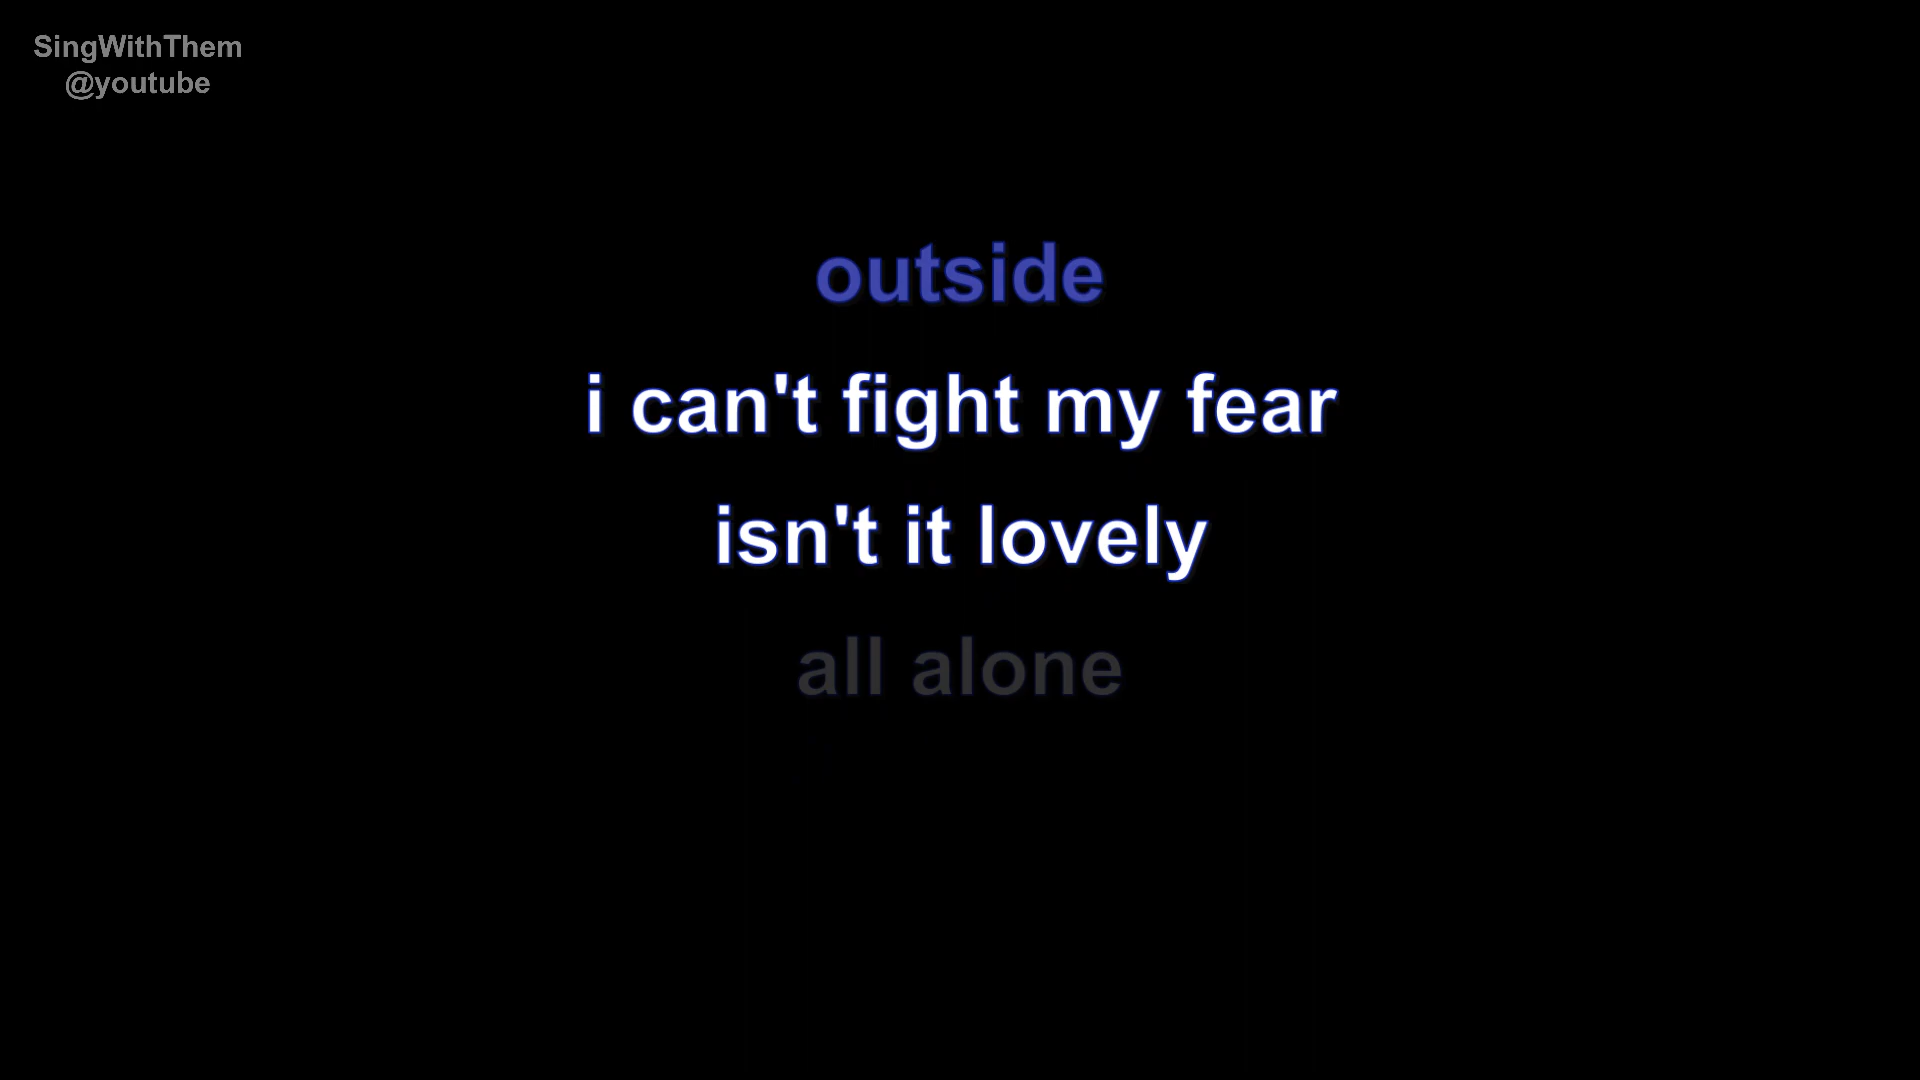 SingWithThem
@youtube
outside
i can't fight my fear
isn't it lovely
all alone